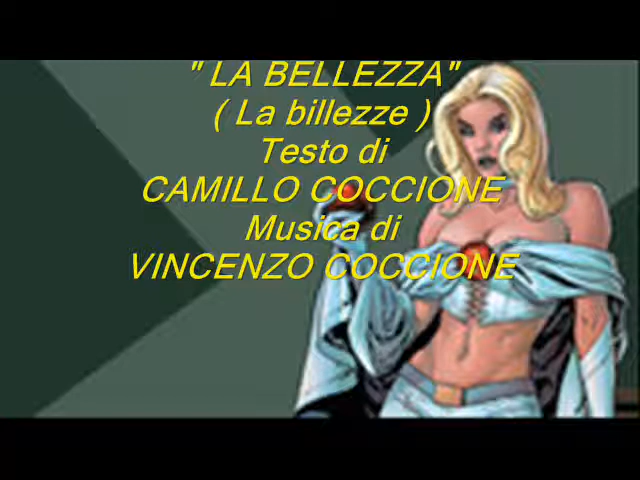 " LA BELLEZZA"
( La billezze )
Testo di
CAMILLO COCCIONE
Musica di
VINCENZO COCCIONE